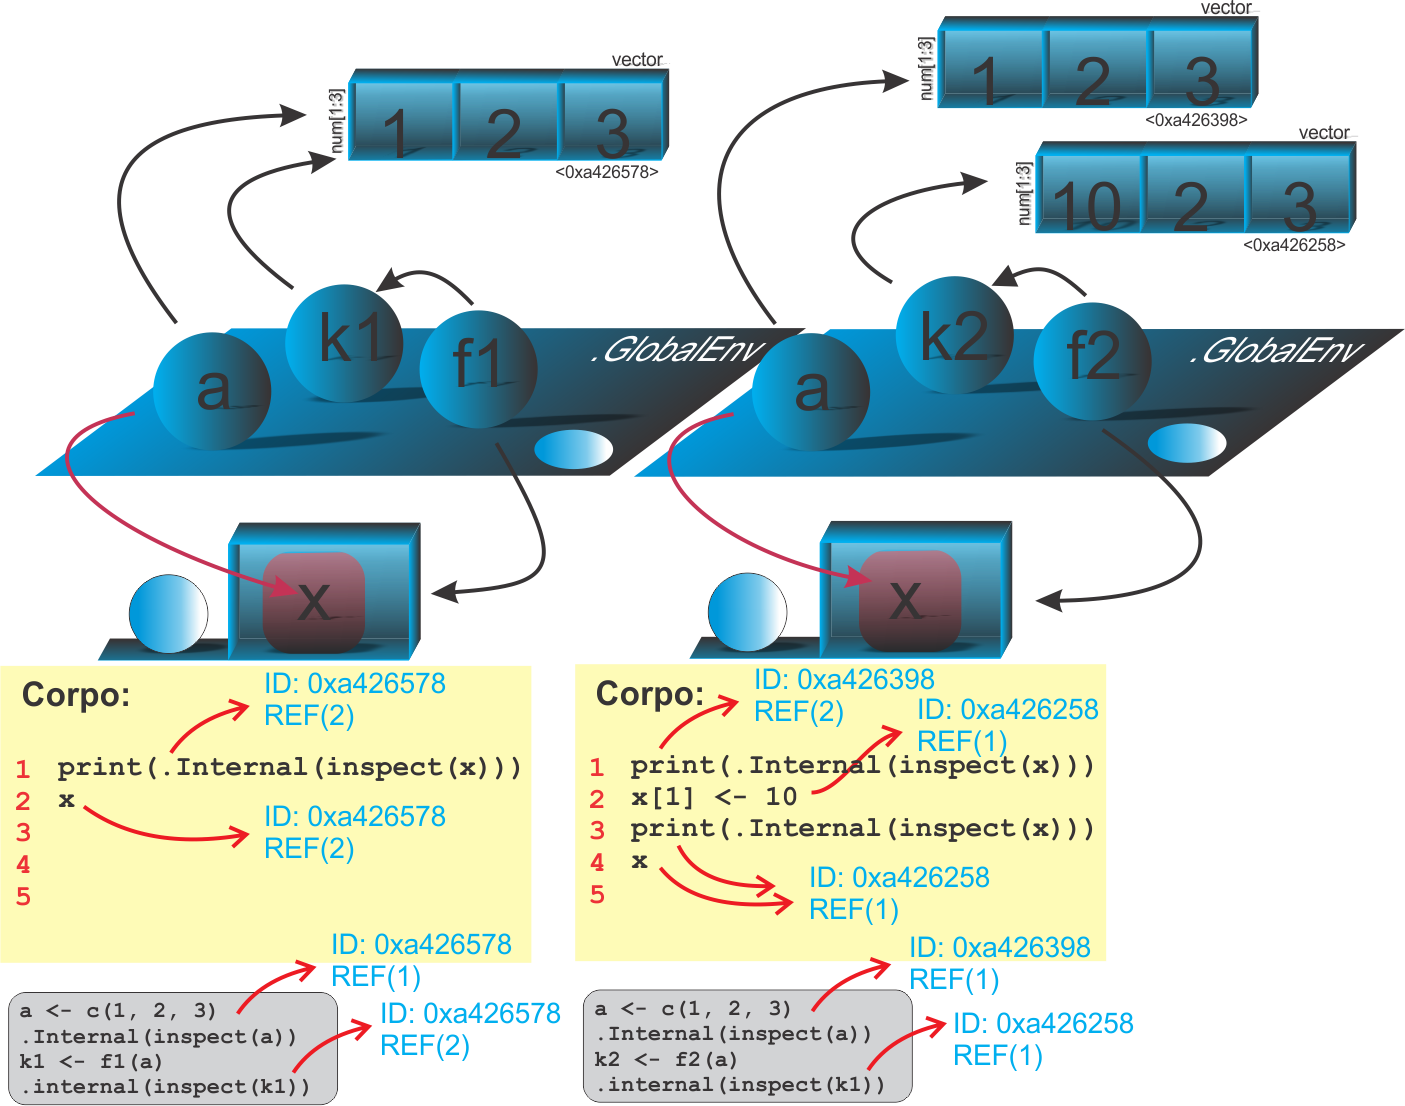 vector
num[1:3]
1 2 3
<0xa426578>
k1
f1
a
.GlobalEnv
x
Corpo:
ID: 0xa426578
REF(2)
1 print(.Internal(inspect(x)))
2 x
3
4
5
ID: 0xa426578
REF(2)
ID: 0xa426578
REF(1)
a <- c(1, 2, 3)
.Internal(inspect(a))
k1 <- f1(a)
.internal(inspect(k1))
ID: 0xa426578
REF(2)
vector
num[1:3]
1 2 3
<0xa426398>
vector
num[1:3]
10 2 3
<0xa426258>
k2
f2
a
.GlobalEnv
x
Corpo:
ID: 0xa426398
REF(2)
ID: 0xa426258
REF(1)
1 print(.Internal(inspect(x)))
2 x[1] <- 10
3 print(.Internal(inspect(x)))
4 x
5
ID: 0xa426258
REF(1)
ID: 0xa426398
REF(1)
a <- c(1, 2, 3)
.Internal(inspect(a))
k2 <- f2(a)
.internal(inspect(k1))
ID: 0xa426258
REF(1)